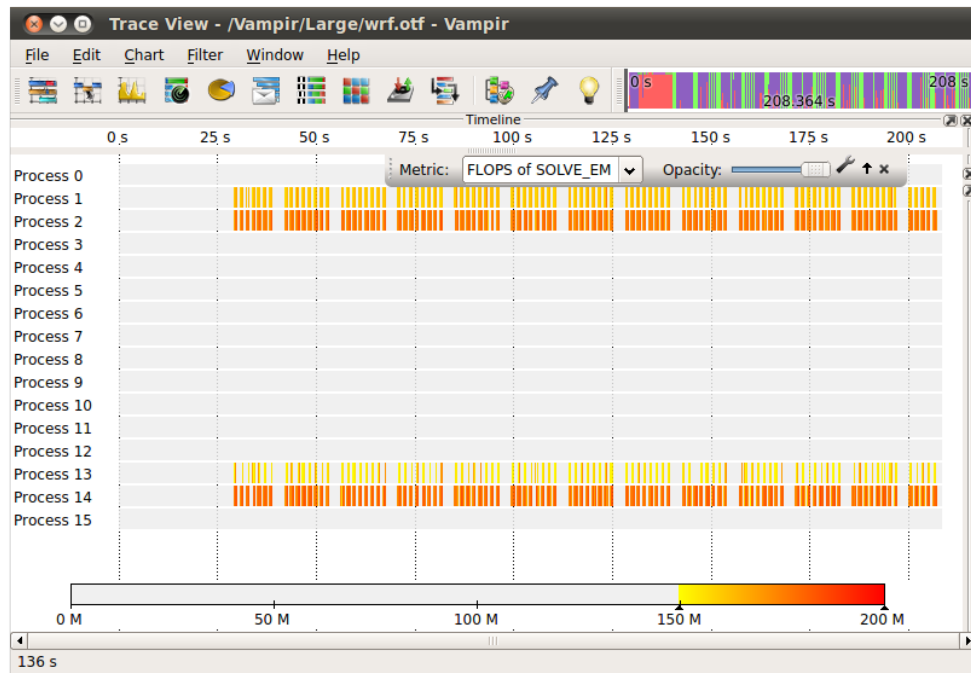 Trace View - /Vampir/Large/wrf.otf - Vampir
File Edit Chart Filter Window Help
0 s 208 s
208.364 s
Timeline
0 s 25 s 50 s 75 s 100 s 125 s 150 s 175 s 200 s
Metric: FLOPS of SOLVE_EM Opacity:
Process 0
Process 1
Process 2
Process 3
Process 4
Process 5
Process 6
Process 7
Process 8
Process 9
Process 10
Process 11
Process 12
Process 13
Process 14
Process 15
0 M 50 M 100 M 150 M 200 M
136 s